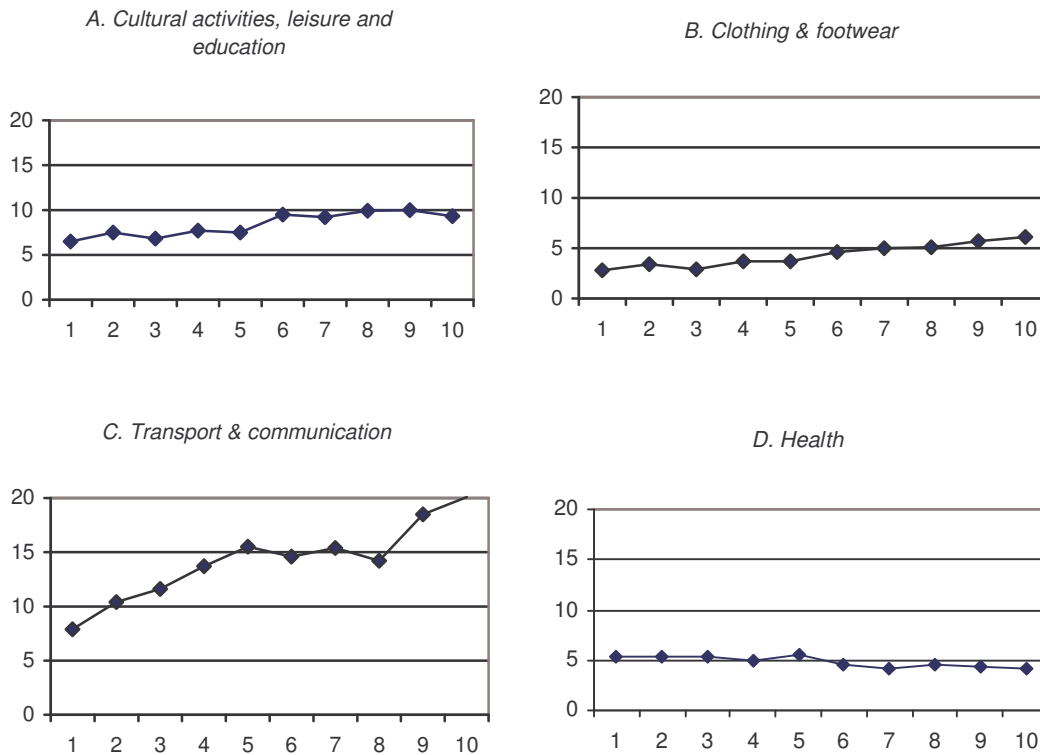 A. Cultural activities, leisure and
education
20
15
10
5
0
1 2 3 4 5 6 7 8 9 10
B. Clothing & footwear
20
15
10
5
0
1 2 3 4 5 6 7 8 9 10
C. Transport & communication
20
15
10
5
0
1 2 3 4 5 6 7 8 9 10
D. Health
20
15
10
5
0
1 2 3 4 5 6 7 8 9 10